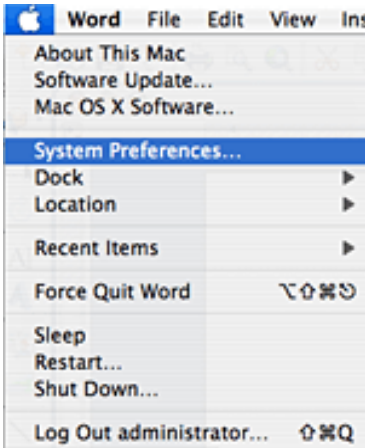 Word File Edit View Ins
About This Mac
Software Update...
Mac OS X Software...
System Preferences...
Dock
Location
Recent Items
Force Quit Word ⌥⇧⌘⎋
Sleep
Restart...
Shut Down...
Log Out administrator... ⇧⌘Q